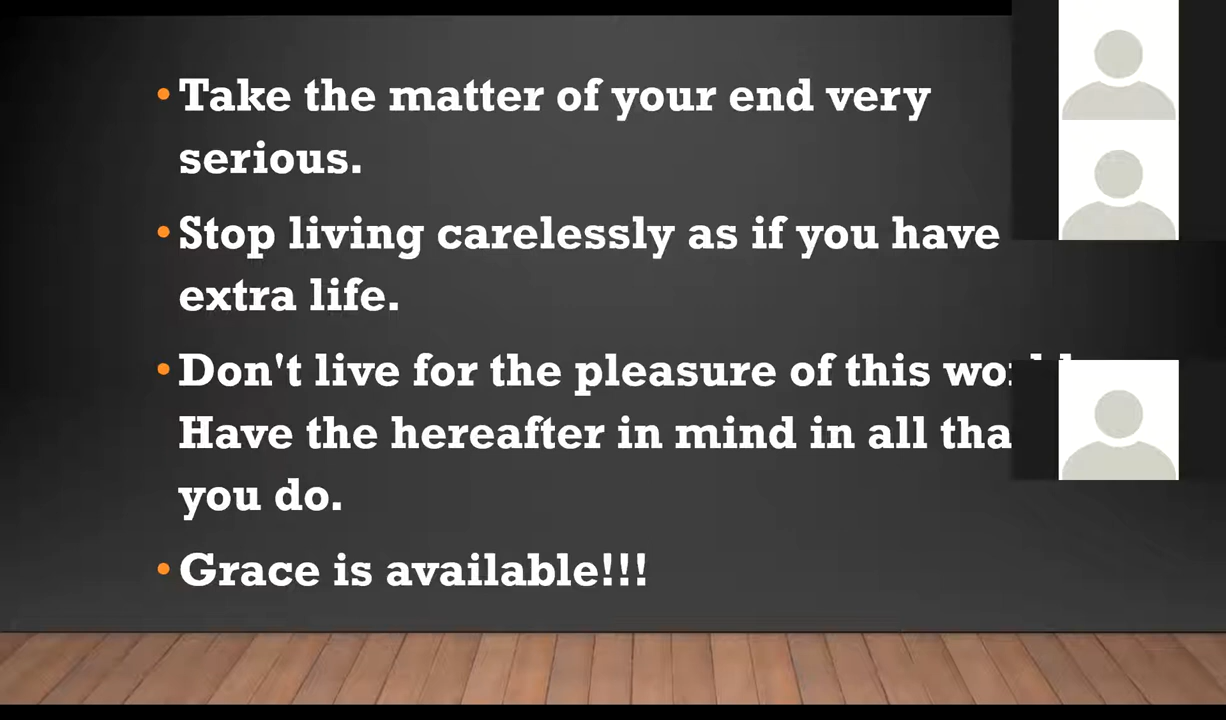 • Take the matter of your end very
serious.
• Stop living carelessly as if you have
extra life.
• Don't live for the pleasure of this
Have the hereafter in mind in all
you do.
• Grace is available!!!